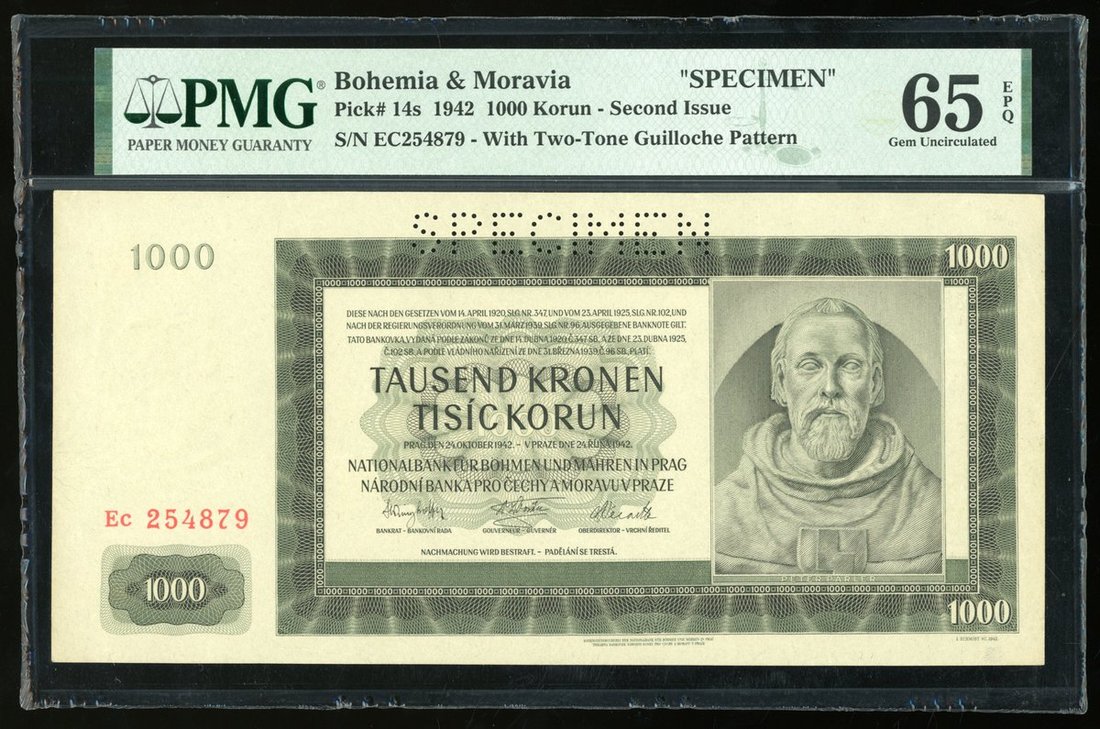 PMG®
PAPER MONEY GUARANTY
Bohemia & Moravia "SPECIMEN"
Pick# 14s 1942 1000 Korun - Second Issue
S/N EC254879 - With Two-Tone Guilloche Pattern
65
EPQ
Gem Uncirculated
SPECIMEN
1000
1000
DIESE NACH DEN GESETZEN VOM 14. APRIL 1920, SLG. NR. 347, UND VOM 23. APRIL 1925, SLG. NR. 102, UND
NACH DER REGIERUNGSVERORDNUNG VOM 31. MÄRZ 1939, SLG. NR. 96, AUSGEGEBENE BANKNOTE GILT.
TATO BANKOVKA, VYDANÁ PODLE ZÁKONŮ ZE DNE 14. DUBNA 1920, Č. 347 SB. A ZE DNE 23. DUBNA 1925,
Č. 102 SB. A PODLE VLÁDNÍHO NAŘÍZENÍ ZE DNE 31. BŘEZNA 1939, Č. 96 SB., PLATÍ.
TAUSEND KRONEN
TISÍC KORUN
PRAG, DEN 24. OKTOBER 1942. – V PRAZE DNE 24. ŘÍJNA 1942.
NATIONALBANK FÜR BÖHMEN UND MÄHREN IN PRAG
NÁRODNÍ BANKA PRO ČECHY A MORAVU V PRAZE
BANKRAT – BANKOVNÍ RADA
GOUVERNEUR – GUVERNÉR
OBERDIREKTOR – VRCHNÍ ŘEDITEL
NACHMACHUNG WIRD BESTRAFT. – PADĚLÁNÍ SE TRESTÁ.
Ec 254879
1000
PETER PARLER
1000